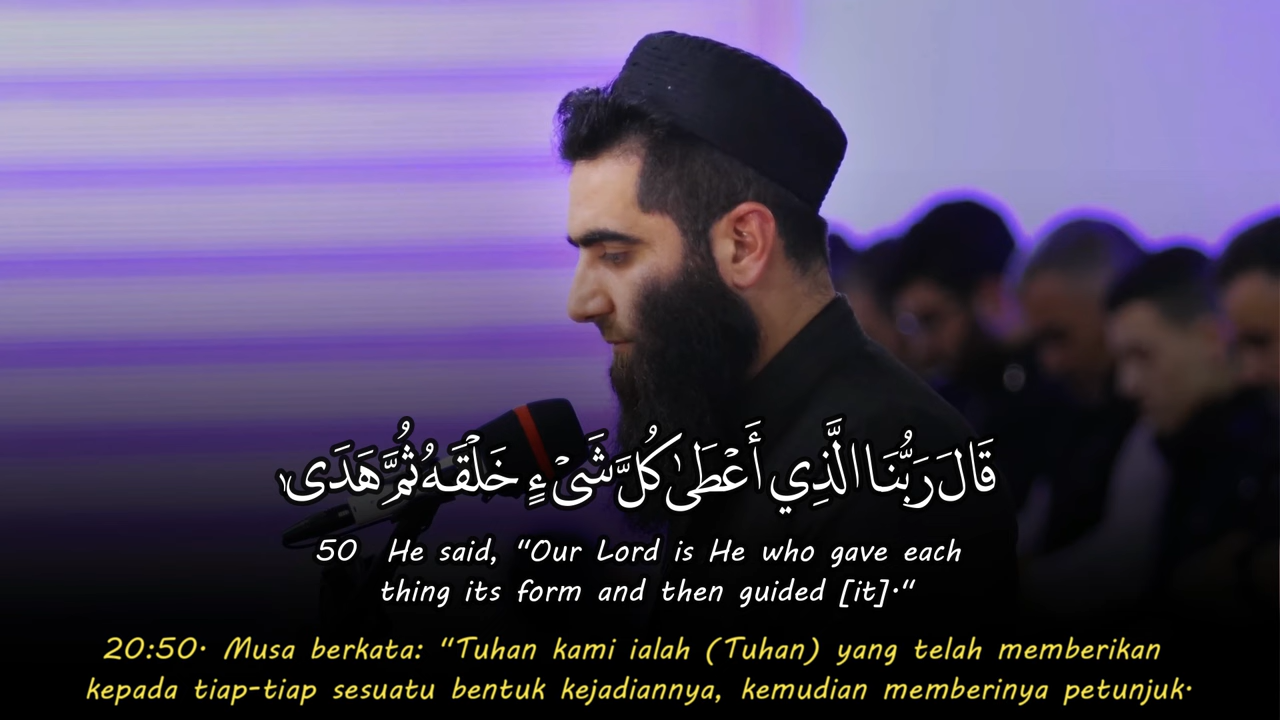 قَالَ رَبُّنَا الَّذِي أَعْطَىٰ كُلَّ شَيْءٍ خَلْقَهُ ثُمَّ هَدَىٰ
50 He said, “Our Lord is He who gave each
thing its form and then guided [it].“
20:50. Musa berkata: “Tuhan kami ialah (Tuhan) yang telah memberikan
kepada tiap-tiap sesuatu bentuk kejadiannya, kemudian memberinya petunjuk.